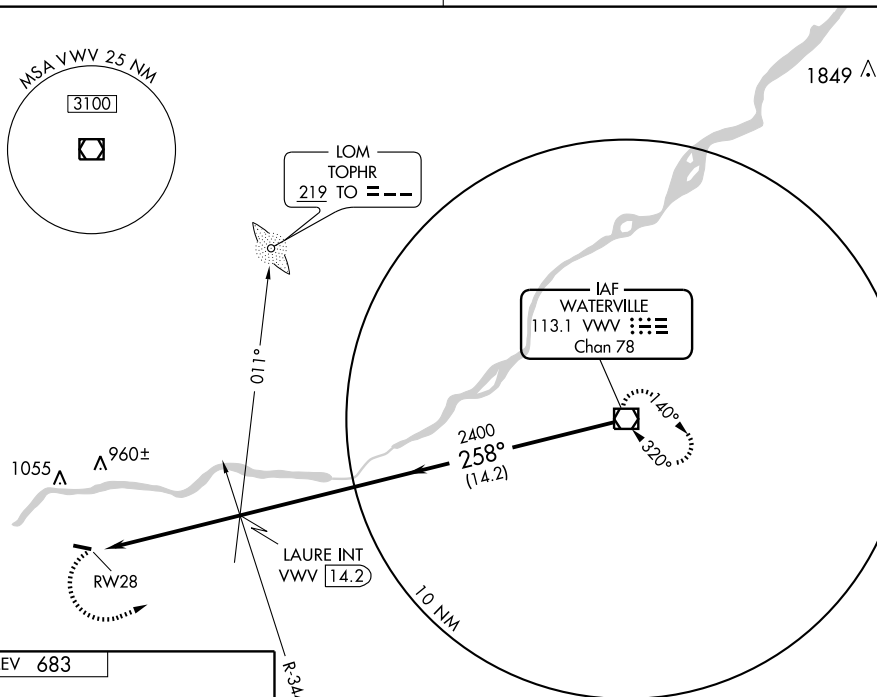 MSA VWV 25 NM
3100
1849
LOM
TOPHR
219 TO
IAF
WATERVILLE
113.1 VWV
Chan 78
011°
140°
320°
2400
258°
(14.2)
1055
960±
LAURE INT
VWV 14.2
RW28
10 NM
EV 683